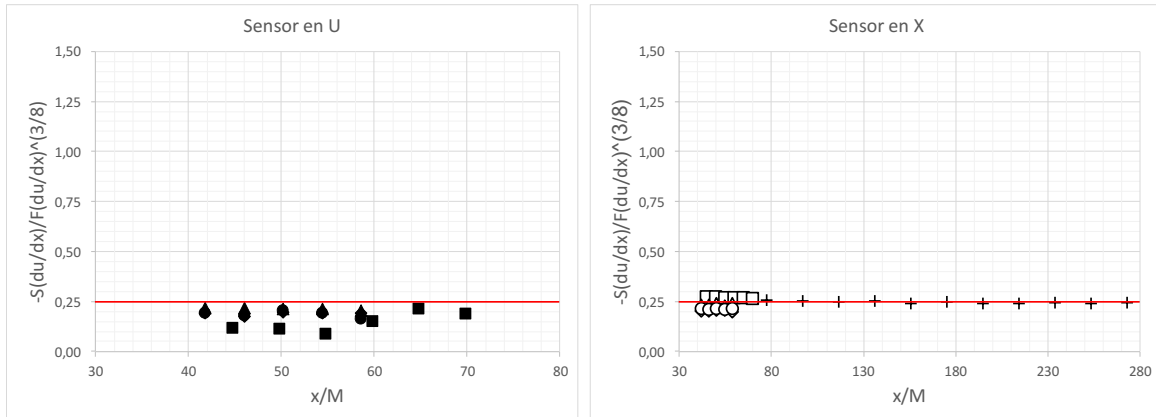 Sensor en U
1,50
1,25
1,00
0,75
0,50
0,25
0,00
-S(du/dx)/F(du/dx)^(3/8)
30 40 50 60 70 80
x/M
Sensor en X
1,50
1,25
1,00
0,75
0,50
0,25
0,00
-S(du/dx)/F(du/dx)^(3/8)
30 80 130 180 230 280
x/M